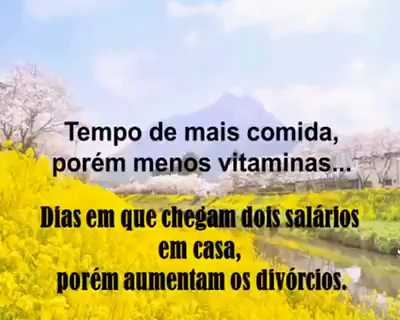 Tempo de mais comida,
porém menos vitaminas...
Dias em que chegam dois salários
em casa,
porém aumentam os divórcios.